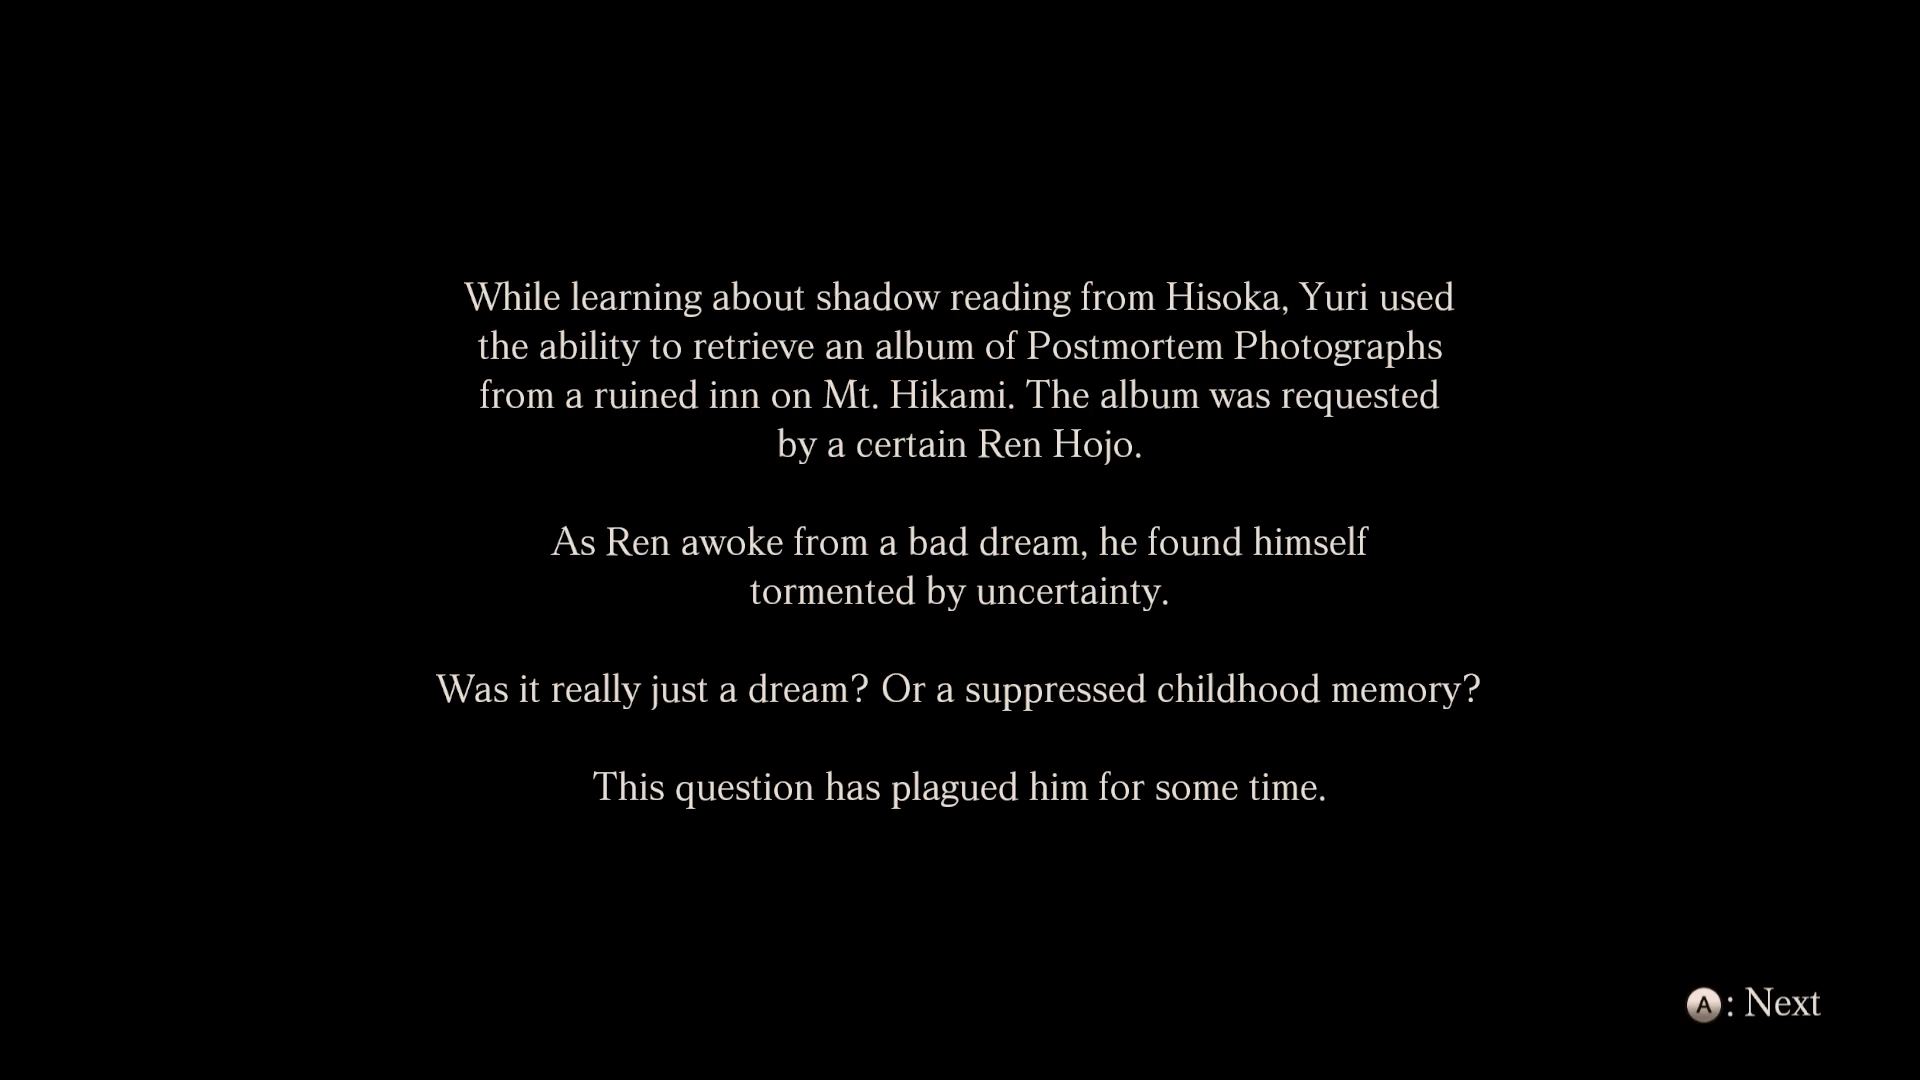 While learning about shadow reading from Hisoka, Yuri used
the ability to retrieve an album of Postmortem Photographs
from a ruined inn on Mt. Hikami. The album was requested
by a certain Ren Hojo.
As Ren awoke from a bad dream, he found himself
tormented by uncertainty.
Was it really just a dream? Or a suppressed childhood memory?
This question has plagued him for some time.
A: Next